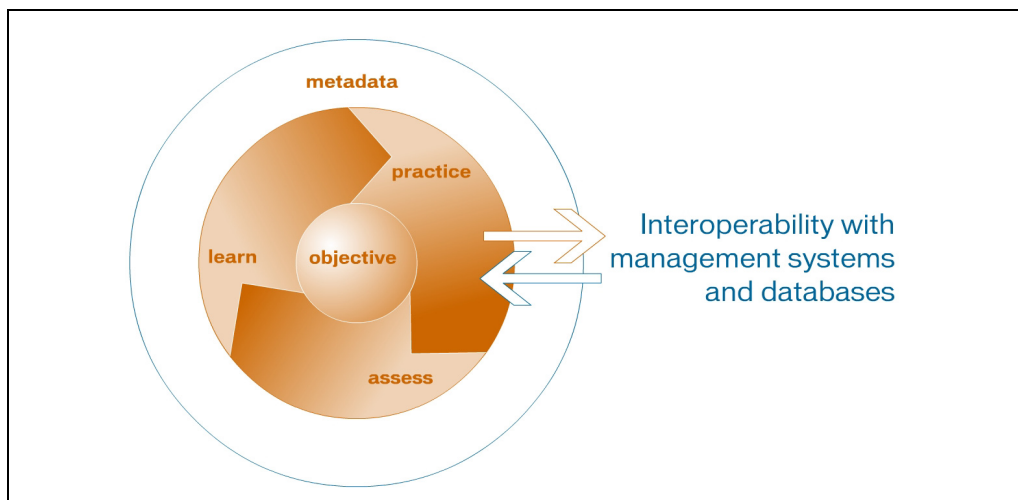 metadata
practice
learn
objective
assess
Interoperability with
management systems
and databases